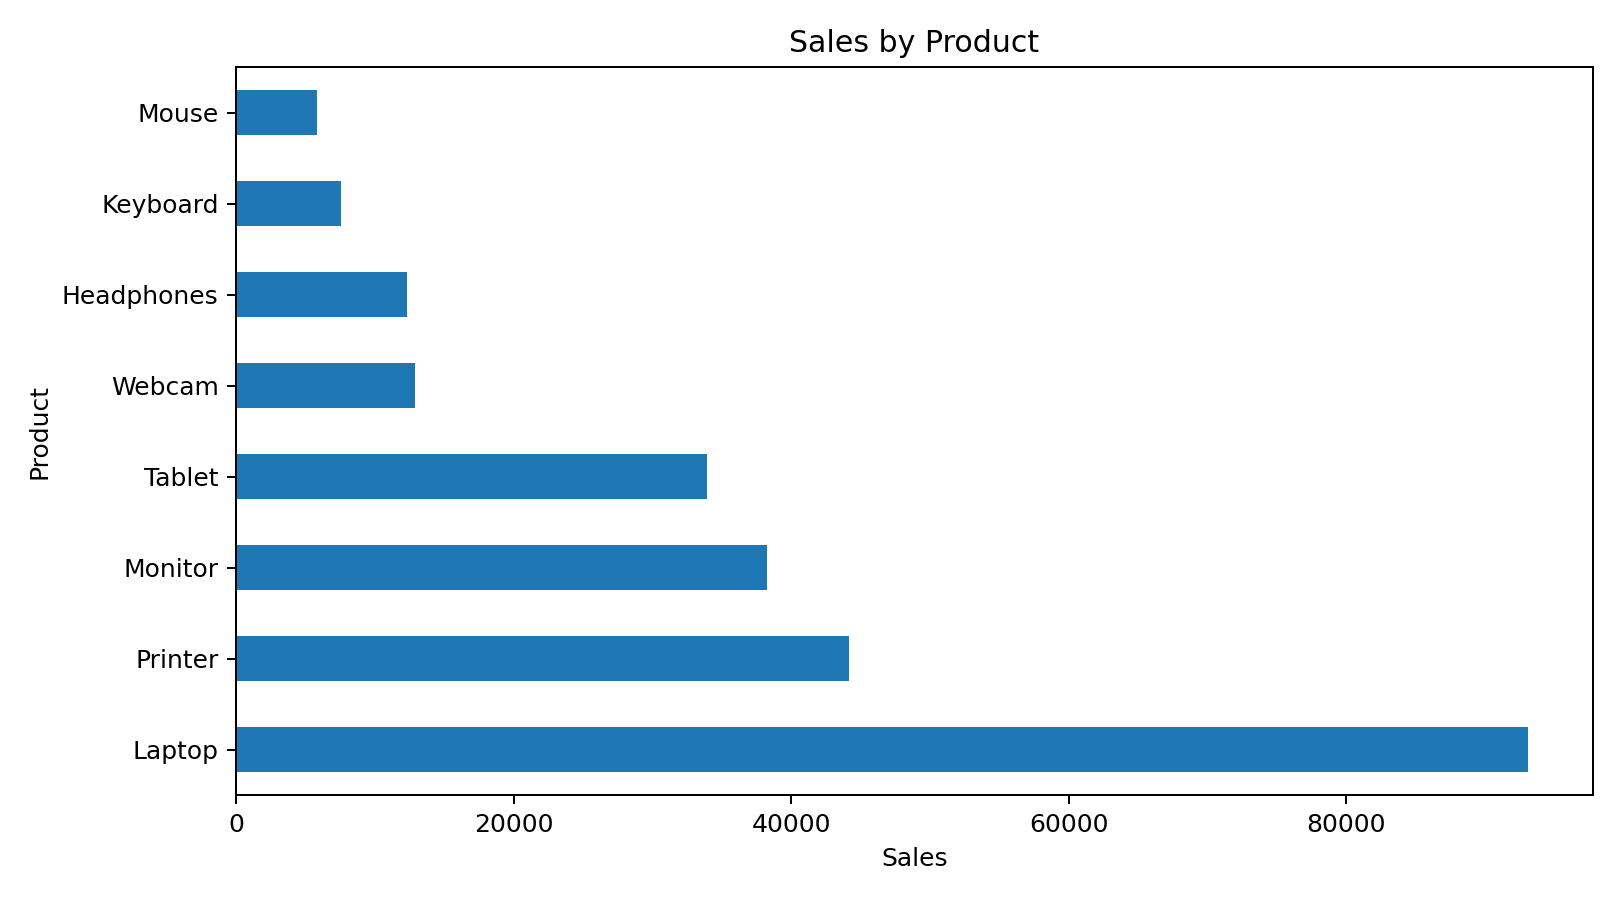 Sales by Product
Mouse
Keyboard
Headphones
Webcam
Tablet
Monitor
Printer
Laptop
Product
0 20000 40000 60000 80000
Sales